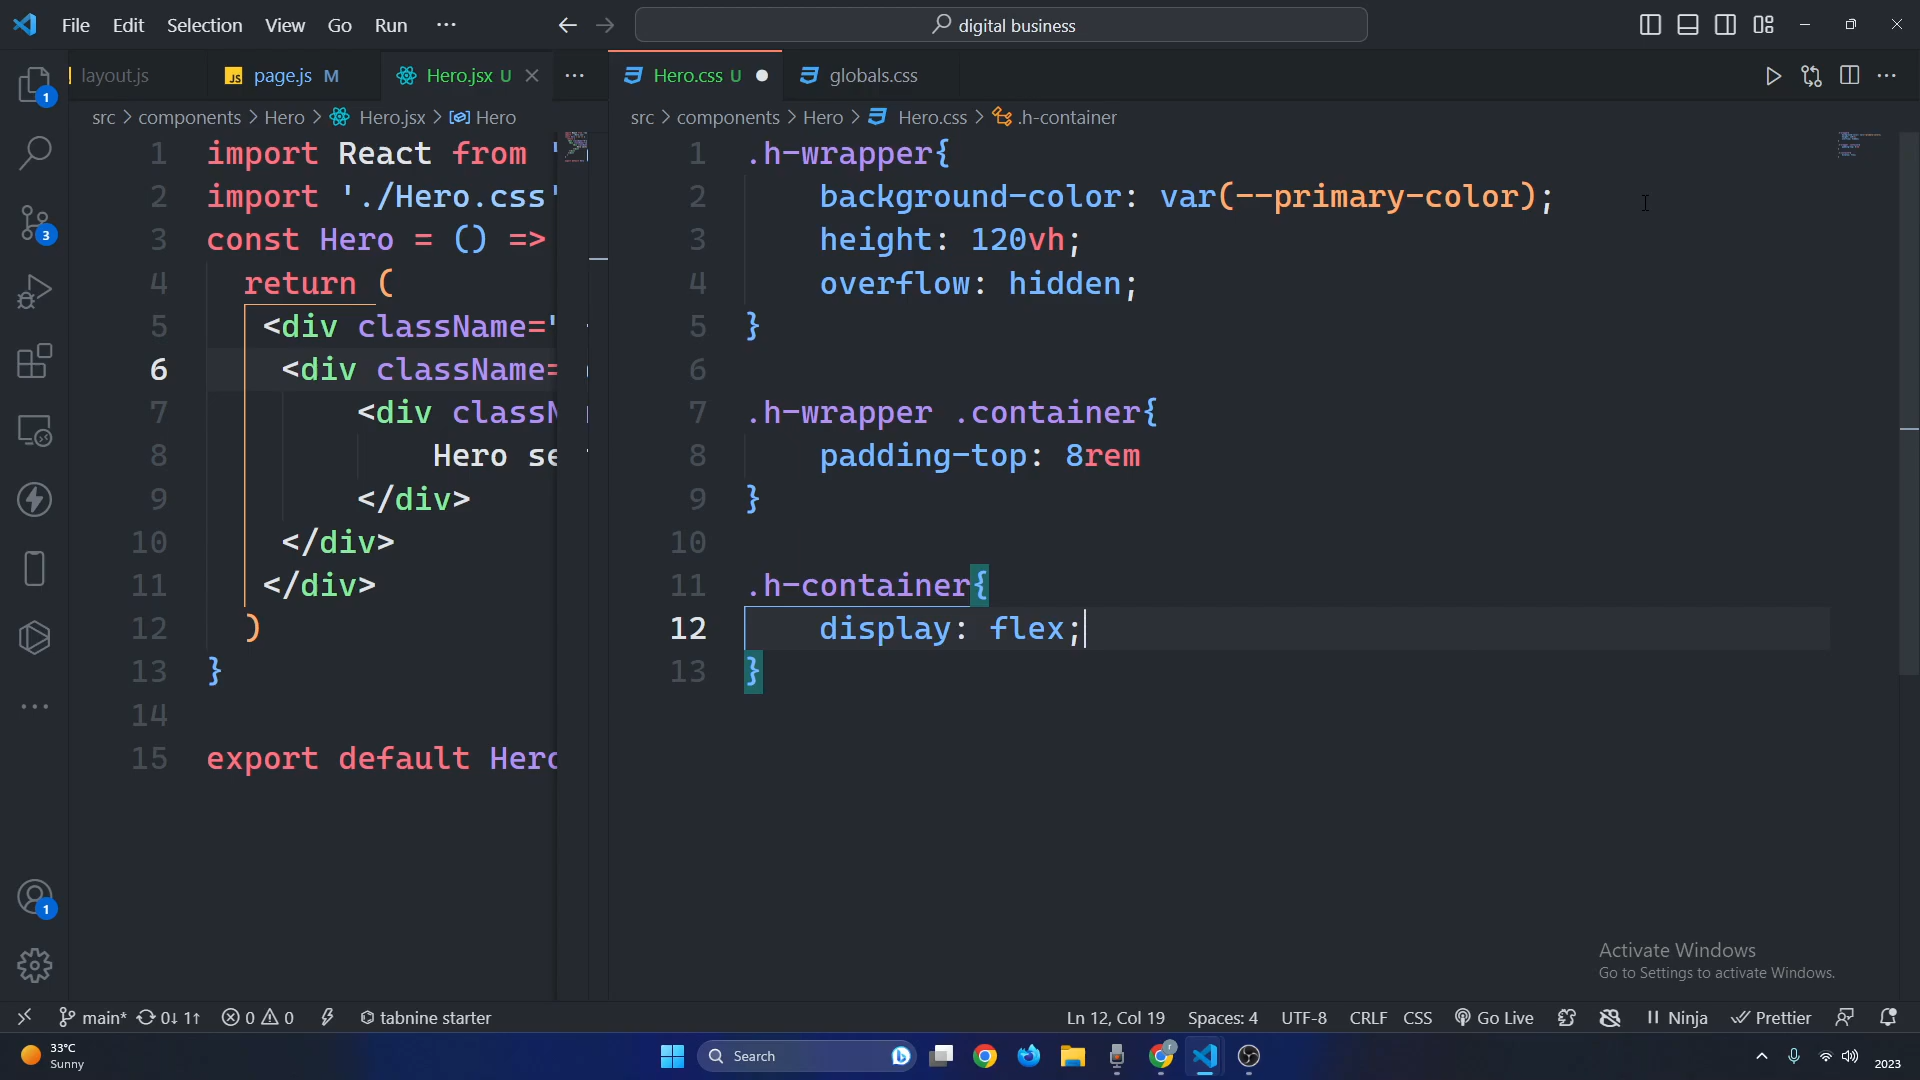 File Edit Selection View Go Run ···
digital business
layout.js
JS page.js M
Hero.jsx U
Hero.css U
globals.css
src > components > Hero > Hero.jsx > Hero
src > components > Hero > Hero.css > .h-container
1 import React from '
2 import './Hero.css'
3 const Hero = () =>
4 return (
5 <div className='
6 <div className=
7 <div classN
8 Hero se
9 </div>
10 </div>
11 </div>
12 )
13 }
14
15 export default Hero
1 .h-wrapper{
2 background-color: var(--primary-color);
3 height: 120vh;
4 overflow: hidden;
5 }
6
7 .h-wrapper .container{
8 padding-top: 8rem
9 }
10
11 .h-container{
12 display: flex;
13 }
1
3
1
Activate Windows
Go to Settings to activate Windows.
main* 0↓ 1↑ 0 0 tabnine starter
Ln 12, Col 19 Spaces: 4 UTF-8 CRLF CSS Go Live Ninja Prettier
33°C
Sunny
Search
2023